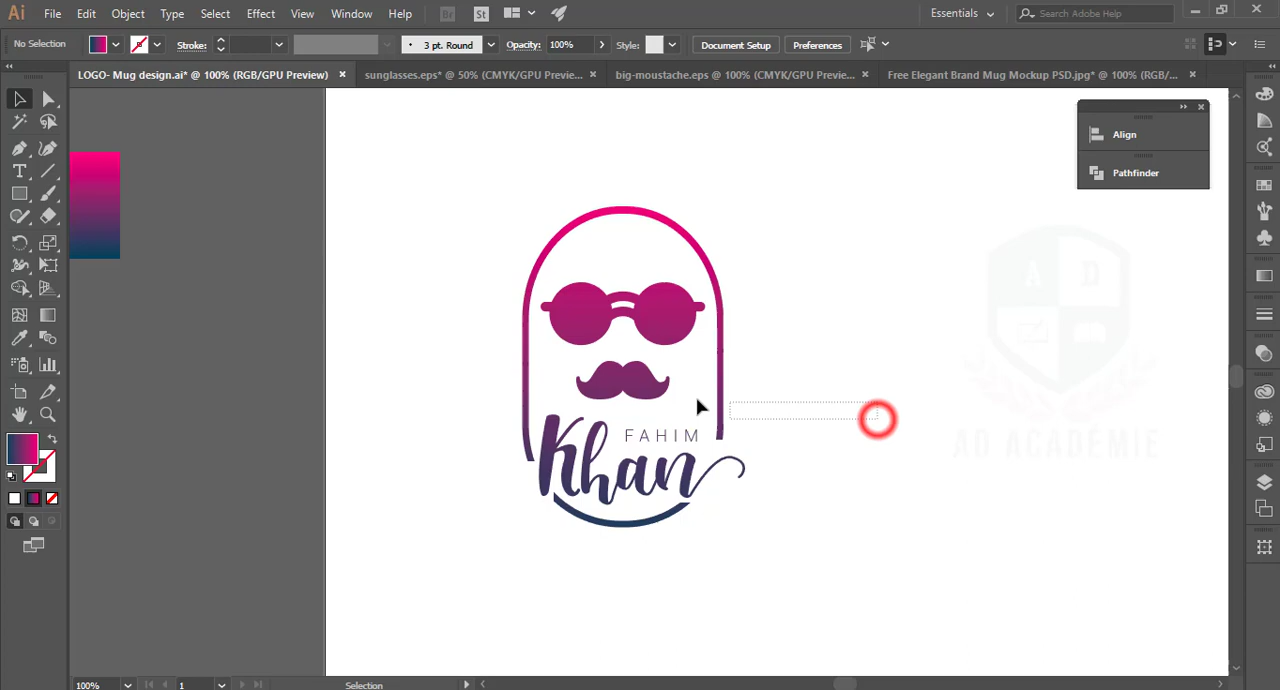 Ai File Edit Object Type Select Effect View Window Help Br St Essentials Search Adobe Help
No Selection Stroke: 3 pt. Round Opacity: 100% Style: Document Setup Preferences
LOGO- Mug design.ai* @ 100% (RGB/GPU Preview) × sunglasses.eps* @ 50% (CMYK/GPU Previe... × big-moustache.eps @ 100% (CMYK/GPU Previe... × Free Elegant Brand Mug Mockup PSD.jpg* @ 100% (RGB/... ×
Align
Pathfinder
A D
FAHIM
Khan
AD ACADEMIE
100% 1 Selection